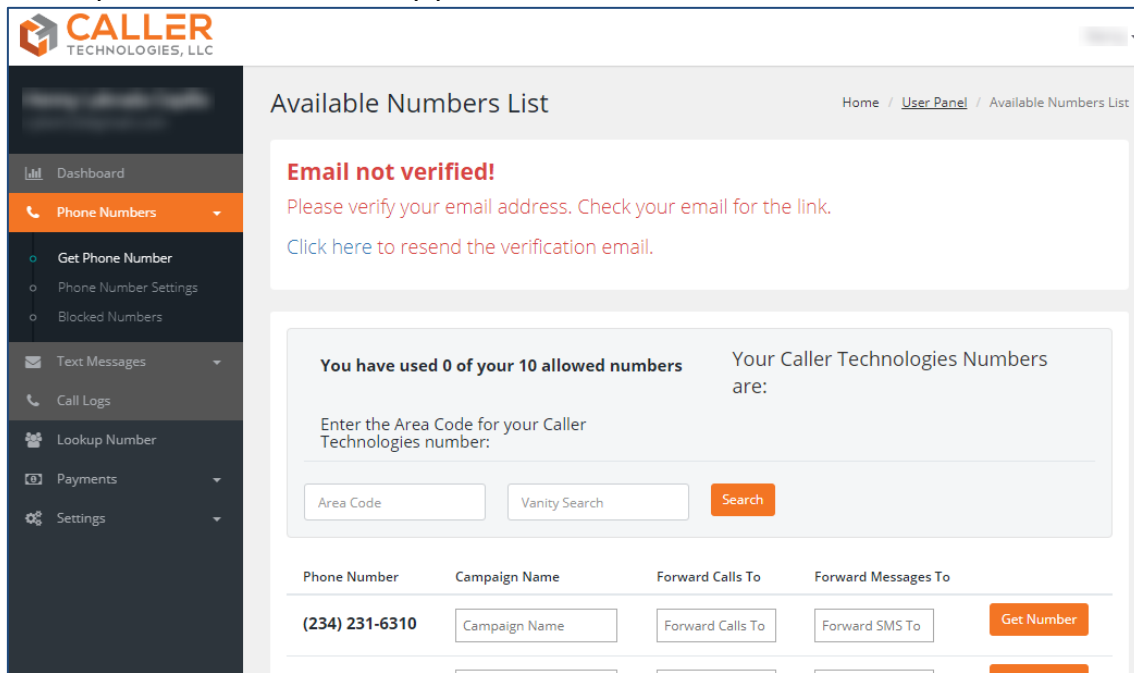 CALLER
TECHNOLOGIES, LLC
Available Numbers List
Home / User Panel / Available Numbers List
Dashboard
Phone Numbers
Get Phone Number
Phone Number Settings
Blocked Numbers
Text Messages
Call Logs
Lookup Number
Payments
Settings
Email not verified!
Please verify your email address. Check your email for the link.
Click here to resend the verification email.
You have used 0 of your 10 allowed numbers
Your Caller Technologies Numbers
are:
Enter the Area Code for your Caller
Technologies number:
Area Code
Vanity Search
Search
Phone Number Campaign Name Forward Calls To Forward Messages To
(234) 231-6310 Campaign Name Forward Calls To Forward SMS To Get Number